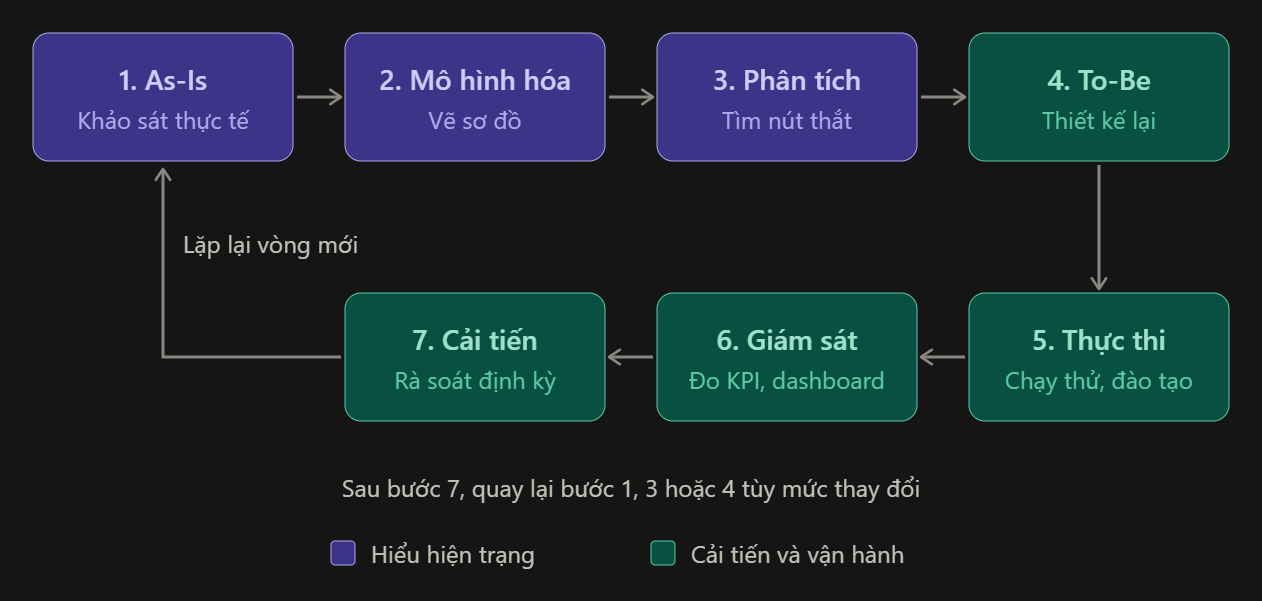 1. As-Is
Khảo sát thực tế
2. Mô hình hóa
Vẽ sơ đồ
3. Phân tích
Tìm nút thắt
4. To-Be
Thiết kế lại
Lặp lại vòng mới
7. Cải tiến
Rà soát định kỳ
6. Giám sát
Đo KPI, dashboard
5. Thực thi
Chạy thử, đào tạo
Sau bước 7, quay lại bước 1, 3 hoặc 4 tùy mức thay đổi
Hiểu hiện trạng
Cải tiến và vận hành